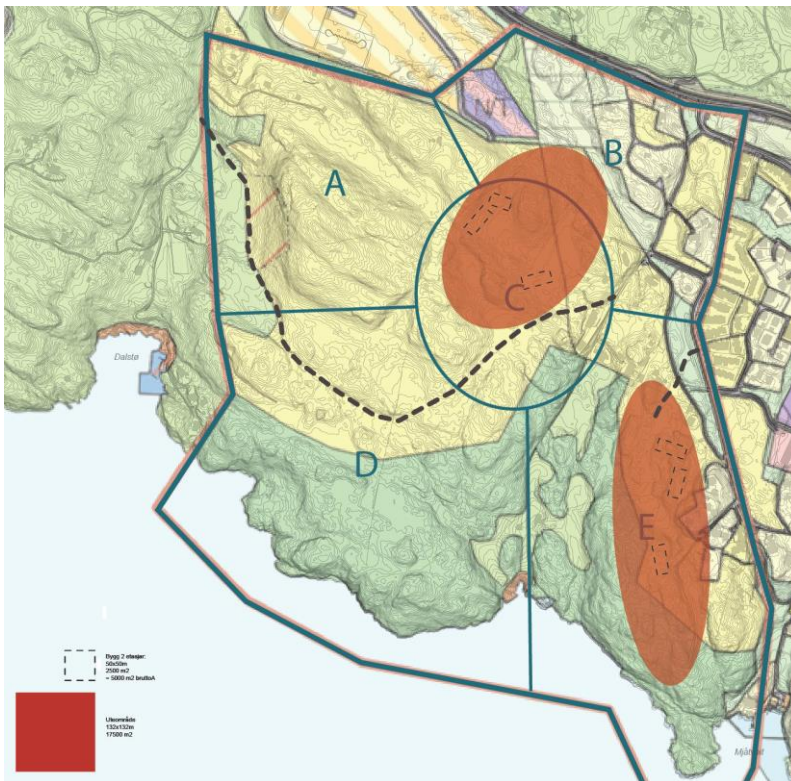 N/T
B
A
C
Dalstø
D
E
Bygg 2 etasjer:
50x50m
2500 m2
= 5000 m2 bruttoA
Uteområde
132x132m
17500 m2